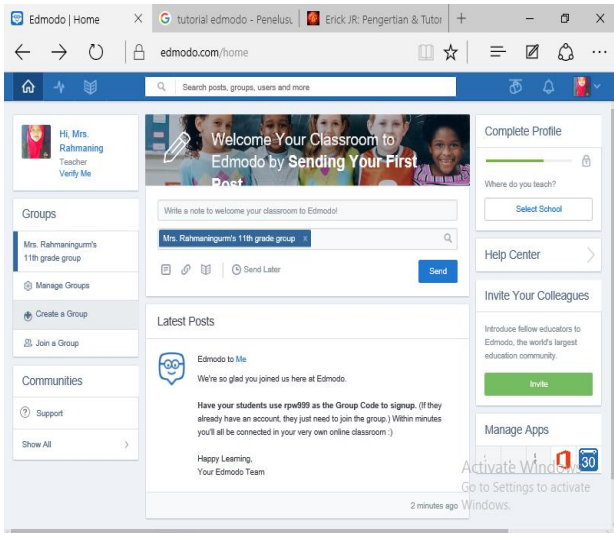 Edmodo | Home
tutorial edmodo - Penelusu
Erick JR: Pengertian & Tutor
edmodo.com/home
Search posts, groups, users and more
Hi, Mrs.
Rahmaning
Teacher
Verify Me
Groups
Mrs. Rahmaningurm's
11th grade group
Manage Groups
Create a Group
Join a Group
Communities
Support
Show All
Welcome Your Classroom to
Edmodo by Sending Your First
Post
Write a note to welcome your classroom to Edmodo!
Mrs. Rahmaningurm's 11th grade group x
Send Later
Send
Latest Posts
Edmodo to Me
We're so glad you joined us here at Edmodo.
Have your students use rpw999 as the Group Code to signup. (If they
already have an account, they just need to join the group.) Within minutes
you'll all be connected in your very own online classroom :)
Happy Learning,
Your Edmodo Team
2 minutes ago
Complete Profile
Where do you teach?
Select School
Help Center
Invite Your Colleagues
Introduce fellow educators to
Edmodo, the world's largest
education community.
Invite
Manage Apps
30
Activate Windows
Go to Settings to activate
Windows.